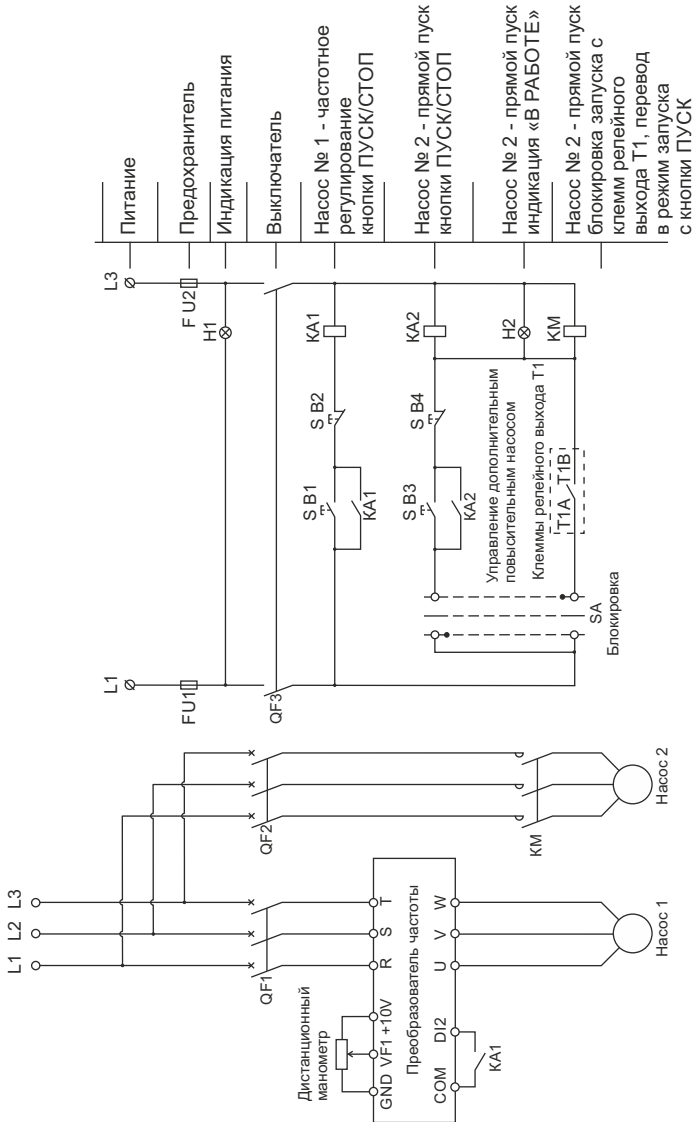 L1
L2
L3
QF1
QF2
Дистанционный
манометр
GND
VF1
+10V
R
S
T
Преобразователь частоты
COM
DI2
U
V
W
KA1
KM
Насос 1
Насос 2
L1
L3
FU1
F U2
H1
QF3
S B1
S B2
KA1
KA1
S B3
S B4
KA2
KA2
H2
Управление дополнительным
повысительным насосом
Клеммы релейного выхода T1
T1A
T1B
KM
SA
Блокировка
Питание
Предохранитель
Индикация питания
Выключатель
Насос № 1 - частотное
регулирование
кнопки ПУСК/СТОП
Насос № 2 - прямой пуск
кнопки ПУСК/СТОП
Насос № 2 - прямой пуск
индикация «В РАБОТЕ»
Насос № 2 - прямой пуск
блокировка запуска с
клемм релейного
выхода T1, перевод
в режим запуска
с кнопки ПУСК